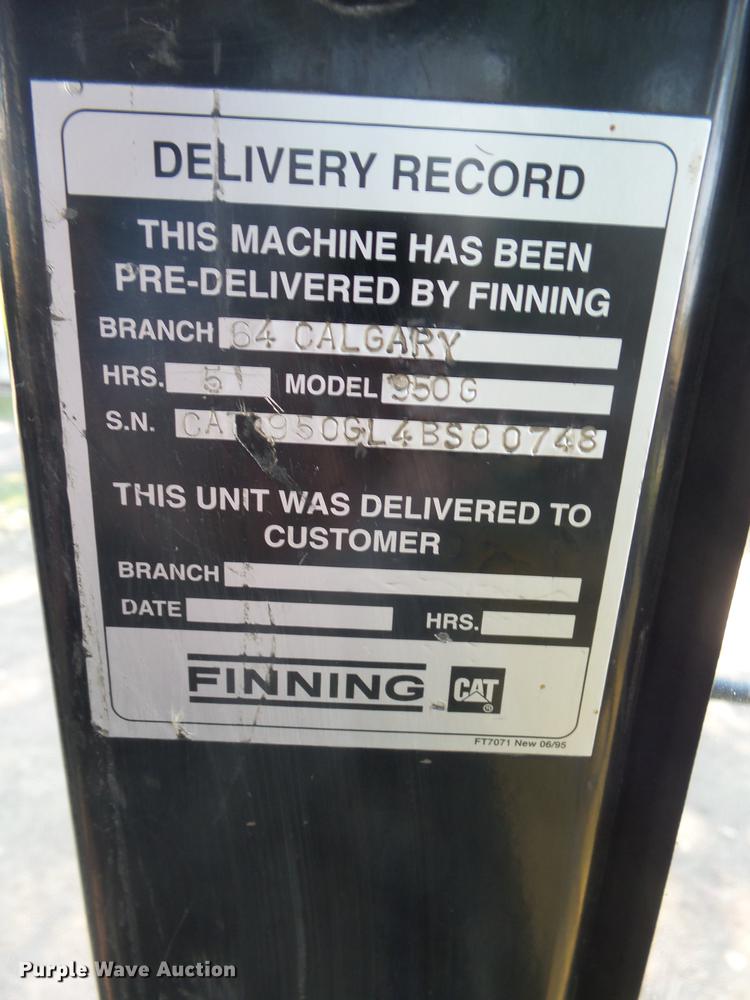 DELIVERY RECORD
THIS MACHINE HAS BEEN
PRE-DELIVERED BY FINNING
BRANCH 64 CALGARY
HRS. 5 MODEL 950G
S.N.
THIS UNIT WAS DELIVERED TO
CUSTOMER
BRANCH
DATE HRS.
FINNING CAT ®
FT7071 New 06/95
Purple Wave Auction